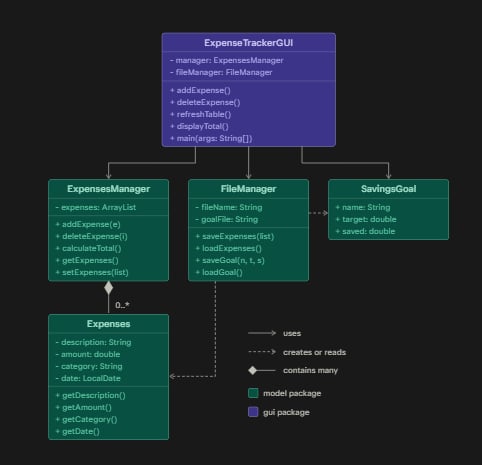 ExpenseTrackerGUI
- manager: ExpensesManager
- fileManager: FileManager
+ addExpense()
+ deleteExpense()
+ refreshTable()
+ displayTotal()
+ main(args: String[])
ExpensesManager
- expenses: ArrayList
+ addExpense(e)
+ deleteExpense(i)
+ calculateTotal()
+ getExpenses()
+ setExpenses(list)
FileManager
- fileName: String
- goalFile: String
+ saveExpenses(list)
+ loadExpenses()
+ saveGoal(n, t, s)
+ loadGoal()
SavingsGoal
+ name: String
+ target: double
+ saved: double
0..*
Expenses
- description: String
- amount: double
- category: String
- date: LocalDate
+ getDescription()
+ getAmount()
+ getCategory()
+ getDate()
uses
creates or reads
contains many
model package
gui package